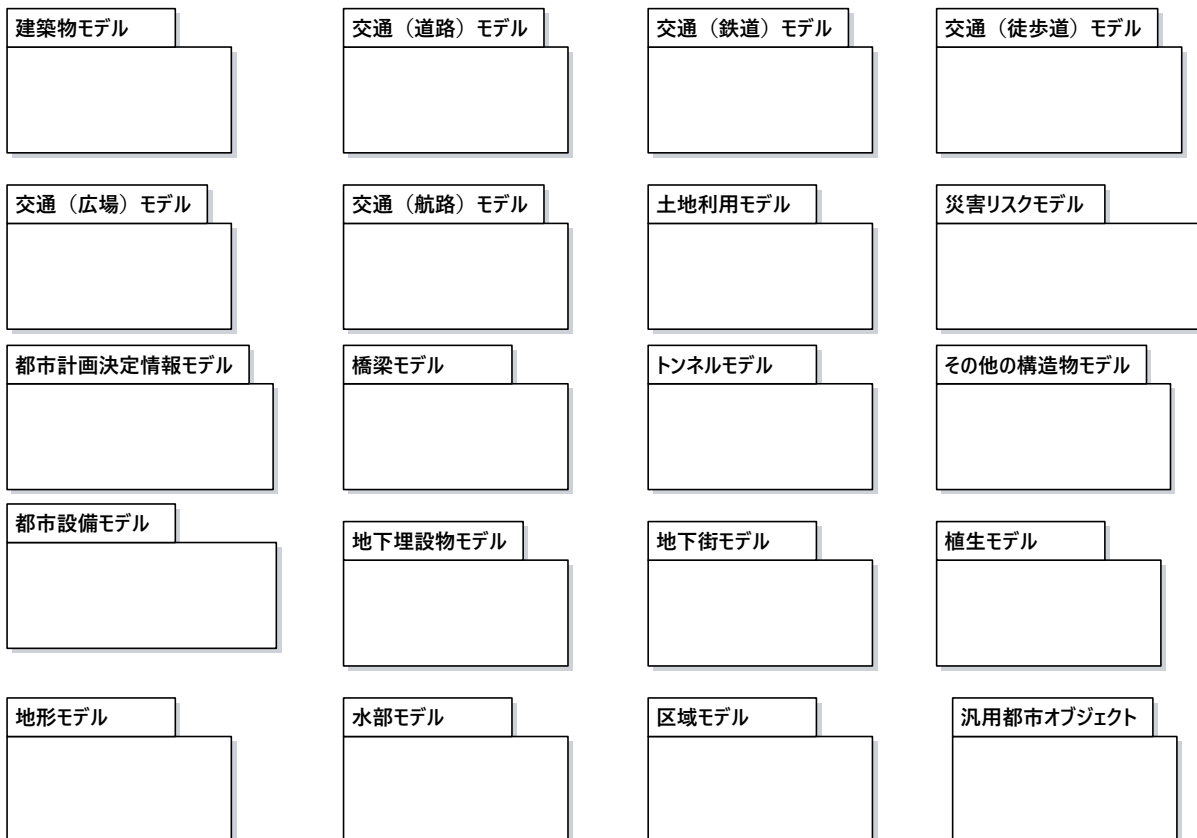 建築物モデル
交通（道路）モデル
交通（鉄道）モデル
交通（徒歩道）モデル
交通（広場）モデル
交通（航路）モデル
土地利用モデル
災害リスクモデル
都市計画決定情報モデル
橋梁モデル
トンネルモデル
その他の構造物モデル
都市設備モデル
地下埋設物モデル
地下街モデル
植生モデル
地形モデル
水部モデル
区域モデル
汎用都市オブジェクト